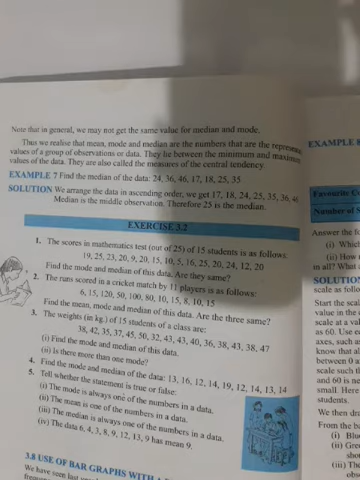 Note that in general, we may not get the same value for median and mode.
Thus we realise that mean, mode and median are the numbers that are the
values of a group of observations or data. They lie between the minimum and
values of the data. They are also called the measures of the central tendency.
EXAMPLE 7 Find the median of the data: 24, 36, 46, 17, 18, 25, 35
SOLUTION We arrange the data in ascending order, we get 17, 18, 24, 25, 35, 36, 46
Median is the middle observation. Therefore 25 is the median.
EXERCISE 3.2
1. The scores in mathematics test (out of 25) of 15 students is as follows:
19, 25, 23, 20, 9, 20, 15, 10, 5, 16, 25, 20, 24, 12, 20
Find the mode and median of this data. Are they same?
2. The runs scored in a cricket match by 11 players is as follows:
6, 15, 120, 50, 100, 80, 10, 15, 8, 10, 15
Find the mean, mode and median of this data. Are the three same?
3. The weights (in kg.) of 15 students of a class are:
38, 42, 35, 37, 45, 50, 32, 43, 43, 40, 36, 38, 43, 38, 47
(i) Find the mode and median of this data.
(ii) Is there more than one mode?
4. Find the mode and median of the data: 13, 16, 12, 14, 19, 12, 14, 13, 14
5. Tell whether the statement is true or false:
(i) The mode is always one of the numbers in a data.
(ii) The mean is one of the numbers in a data.
(iii) The median is always one of the numbers in a data.
(iv) The data 6, 4, 3, 8, 9, 12, 13, 9 has mean 9.
3.8 USE OF BAR GRAPHS WITH
We have seen last
EXAMPLE
Favourite
Number of
Answer the
(i) Which
(ii) How
in all? What
SOLUTION
scale as
Start the
value in the
scale at a
as 60. Use
axes, such
know that
between 0
scale such
and 60 is
small. Here
students.
We then
From the
(i)
(ii)
(iii)